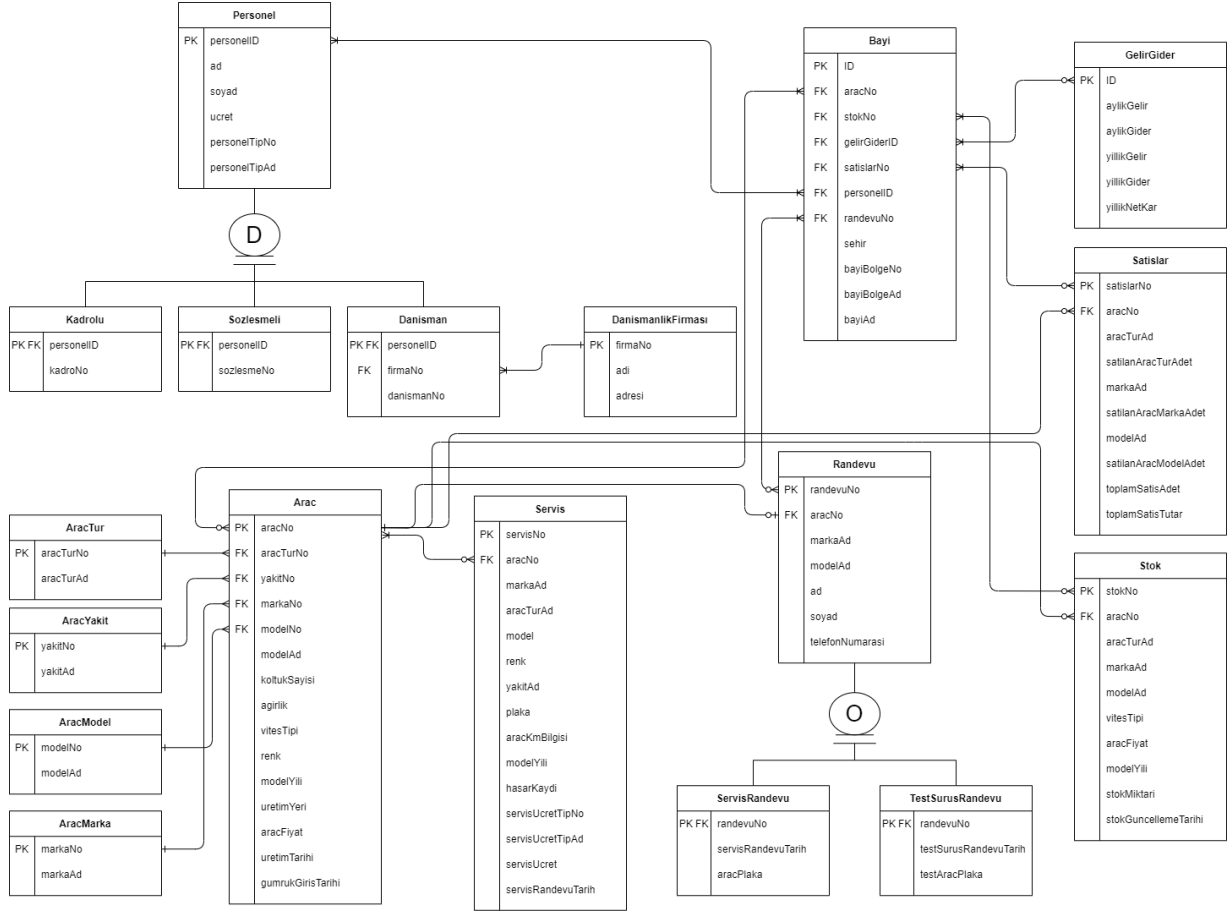 Personel
PK personelID
ad
soyad
ucret
personelTipNo
personelTipAd
D
Kadrolu
PK FK personelID
kadroNo
Sozlesmeli
PK FK personelID
sozlesmeNo
Danisman
PK FK personelID
FK firmaNo
danismanNo
DanismanlikFirması
PK firmaNo
adi
adresi
Bayi
PK ID
FK aracNo
FK stokNo
FK gelirGiderID
FK satislarNo
FK personelID
FK randevuNo
sehir
bayiBolgeNo
bayiBolgeAd
bayiAd
GelirGider
PK ID
aylikGelir
aylikGider
yillikGelir
yillikGider
yillikNetKar
Satislar
PK satislarNo
FK aracNo
aracTurAd
satilanAracTurAdet
markaAd
satilanAracMarkaAdet
modelAd
satilanAracModelAdet
toplamSatisAdet
toplamSatisTutar
AracTur
PK aracTurNo
aracTurAd
AracYakit
PK yakitNo
yakitAd
AracModel
PK modelNo
modelAd
AracMarka
PK markaNo
markaAd
Arac
PK aracNo
FK aracTurNo
FK yakitNo
FK markaNo
FK modelNo
modelAd
koltukSayisi
agirlik
vitesTipi
renk
modelYili
uretimYeri
aracFiyat
uretimTarihi
gumrukGirisTarihi
Servis
PK servisNo
FK aracNo
markaAd
aracTurAd
model
renk
yakitAd
plaka
aracKmBilgisi
modelYili
hasarKaydi
servisUcretTipNo
servisUcretTipAd
servisUcret
servisRandevuTarih
Randevu
PK randevuNo
FK aracNo
markaAd
modelAd
ad
soyad
telefonNumarasi
O
ServisRandevu
PK FK randevuNo
servisRandevuTarih
aracPlaka
TestSurusRandevu
PK FK randevuNo
testSurusRandevuTarih
testAracPlaka
Stok
PK stokNo
FK aracNo
aracTurAd
markaAd
modelAd
vitesTipi
aracFiyat
modelYili
stokMiktari
stokGuncellemeTarihi